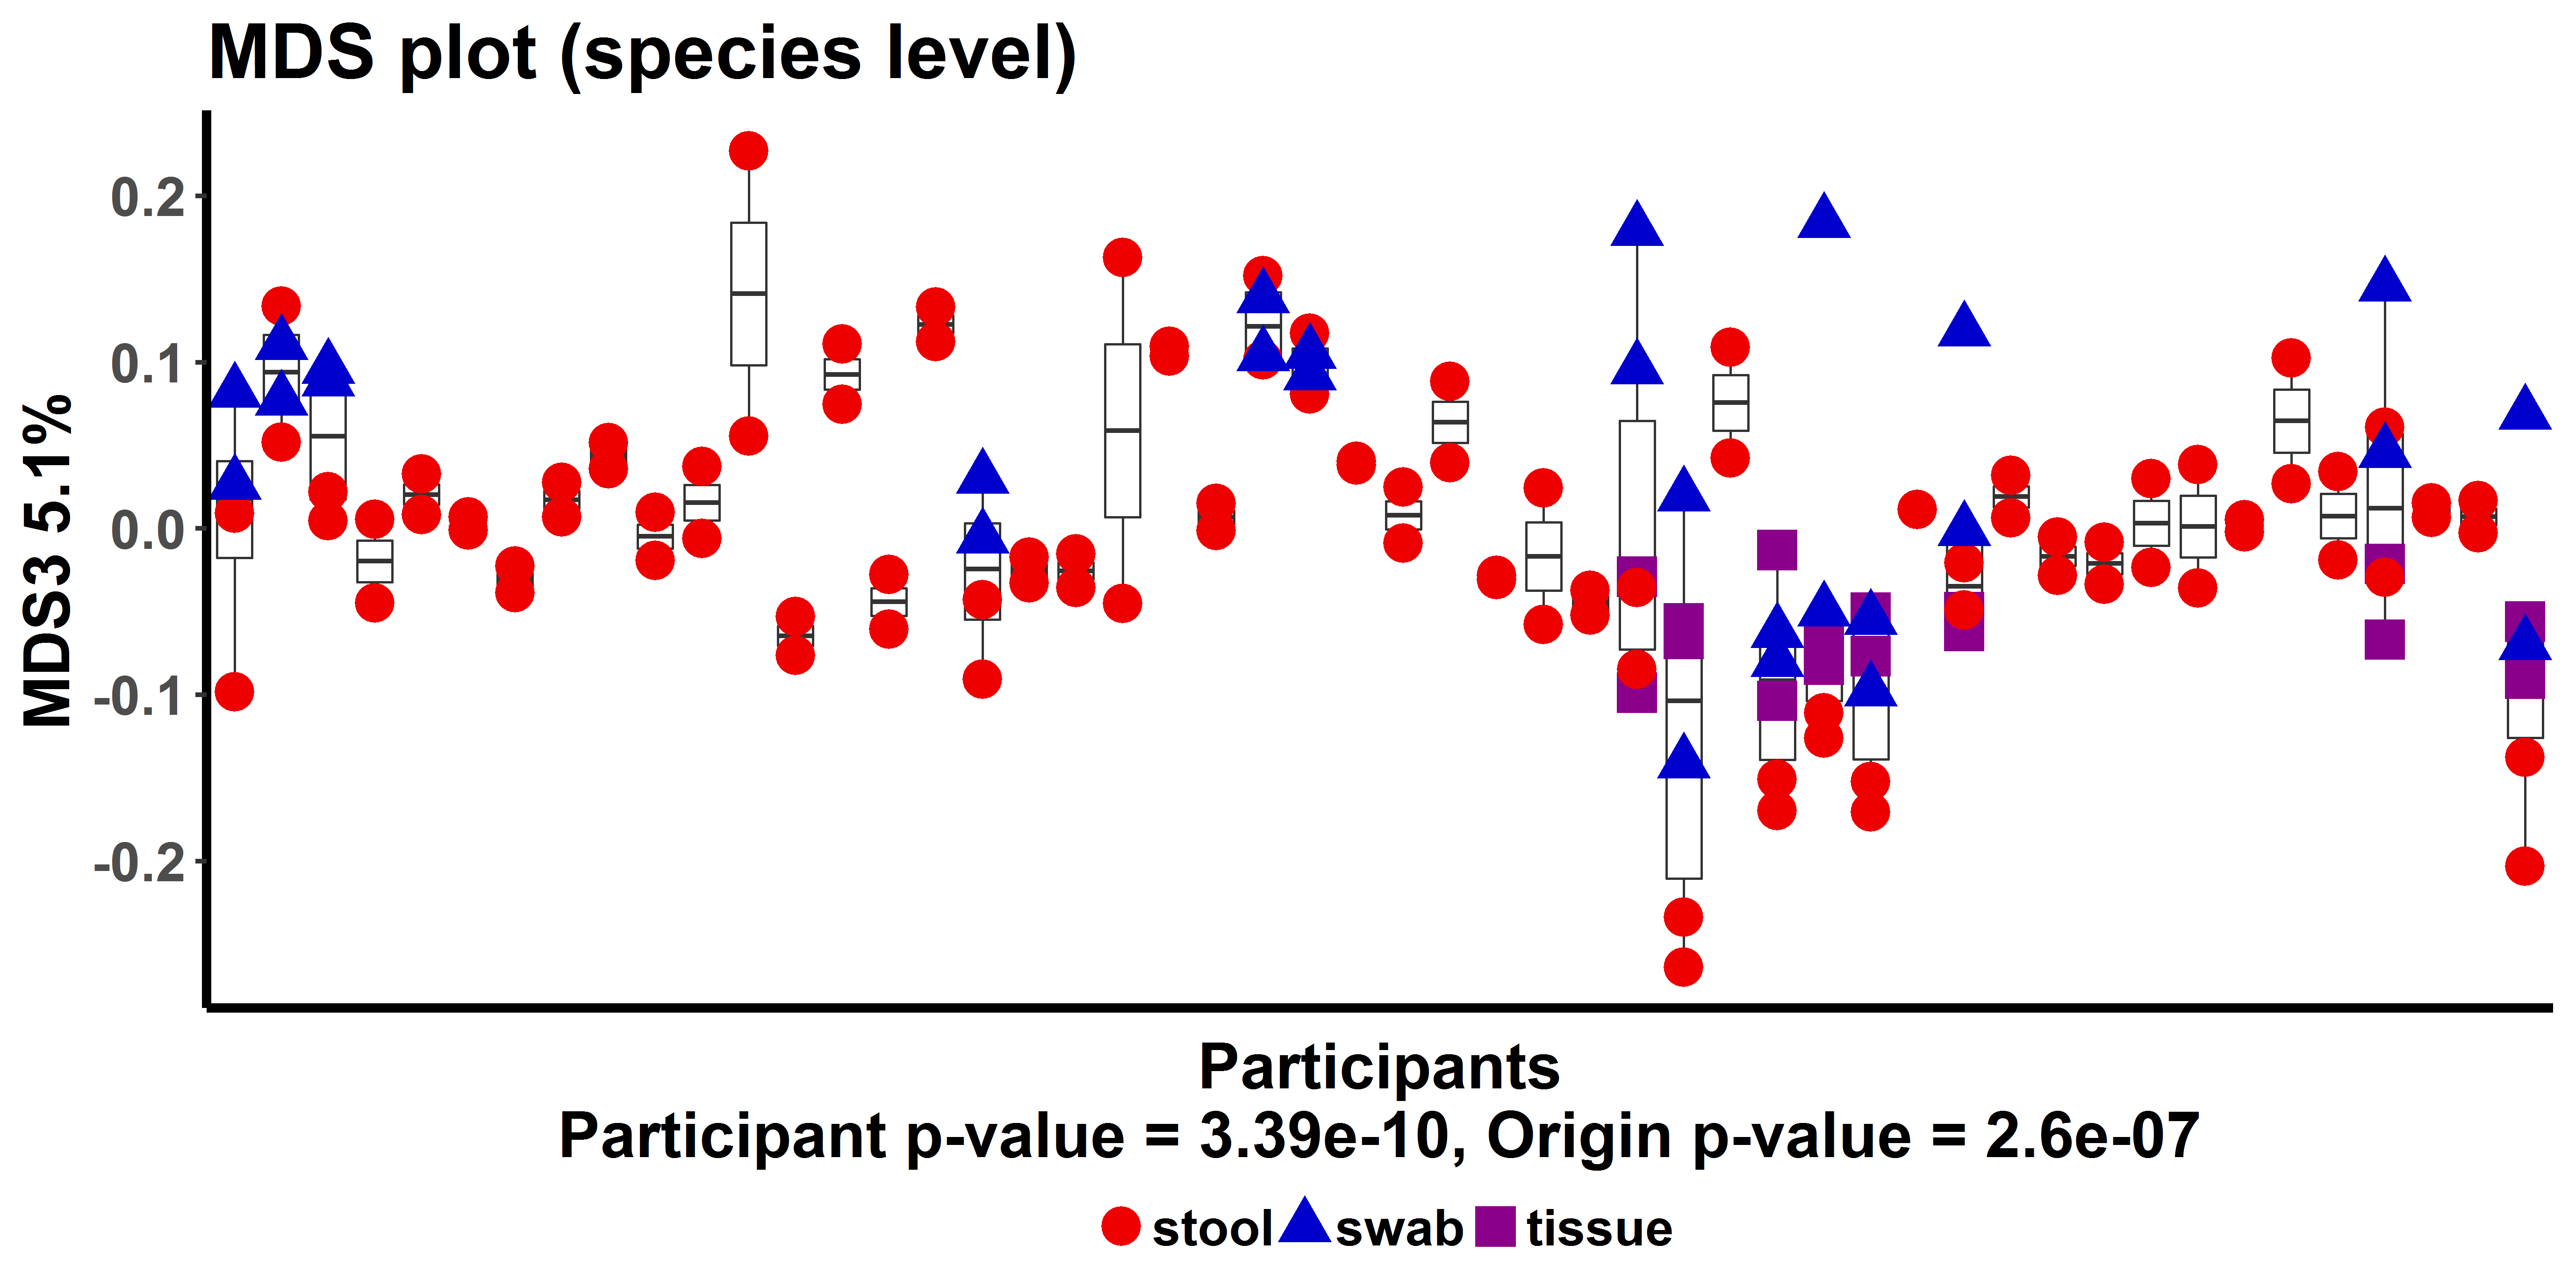 MDS plot (species level)
MDS3 5.1%
0.2
0.1
0.0
-0.1
-0.2
Participants
Participant p-value = 3.39e-10, Origin p-value = 2.6e-07
stool swab tissue